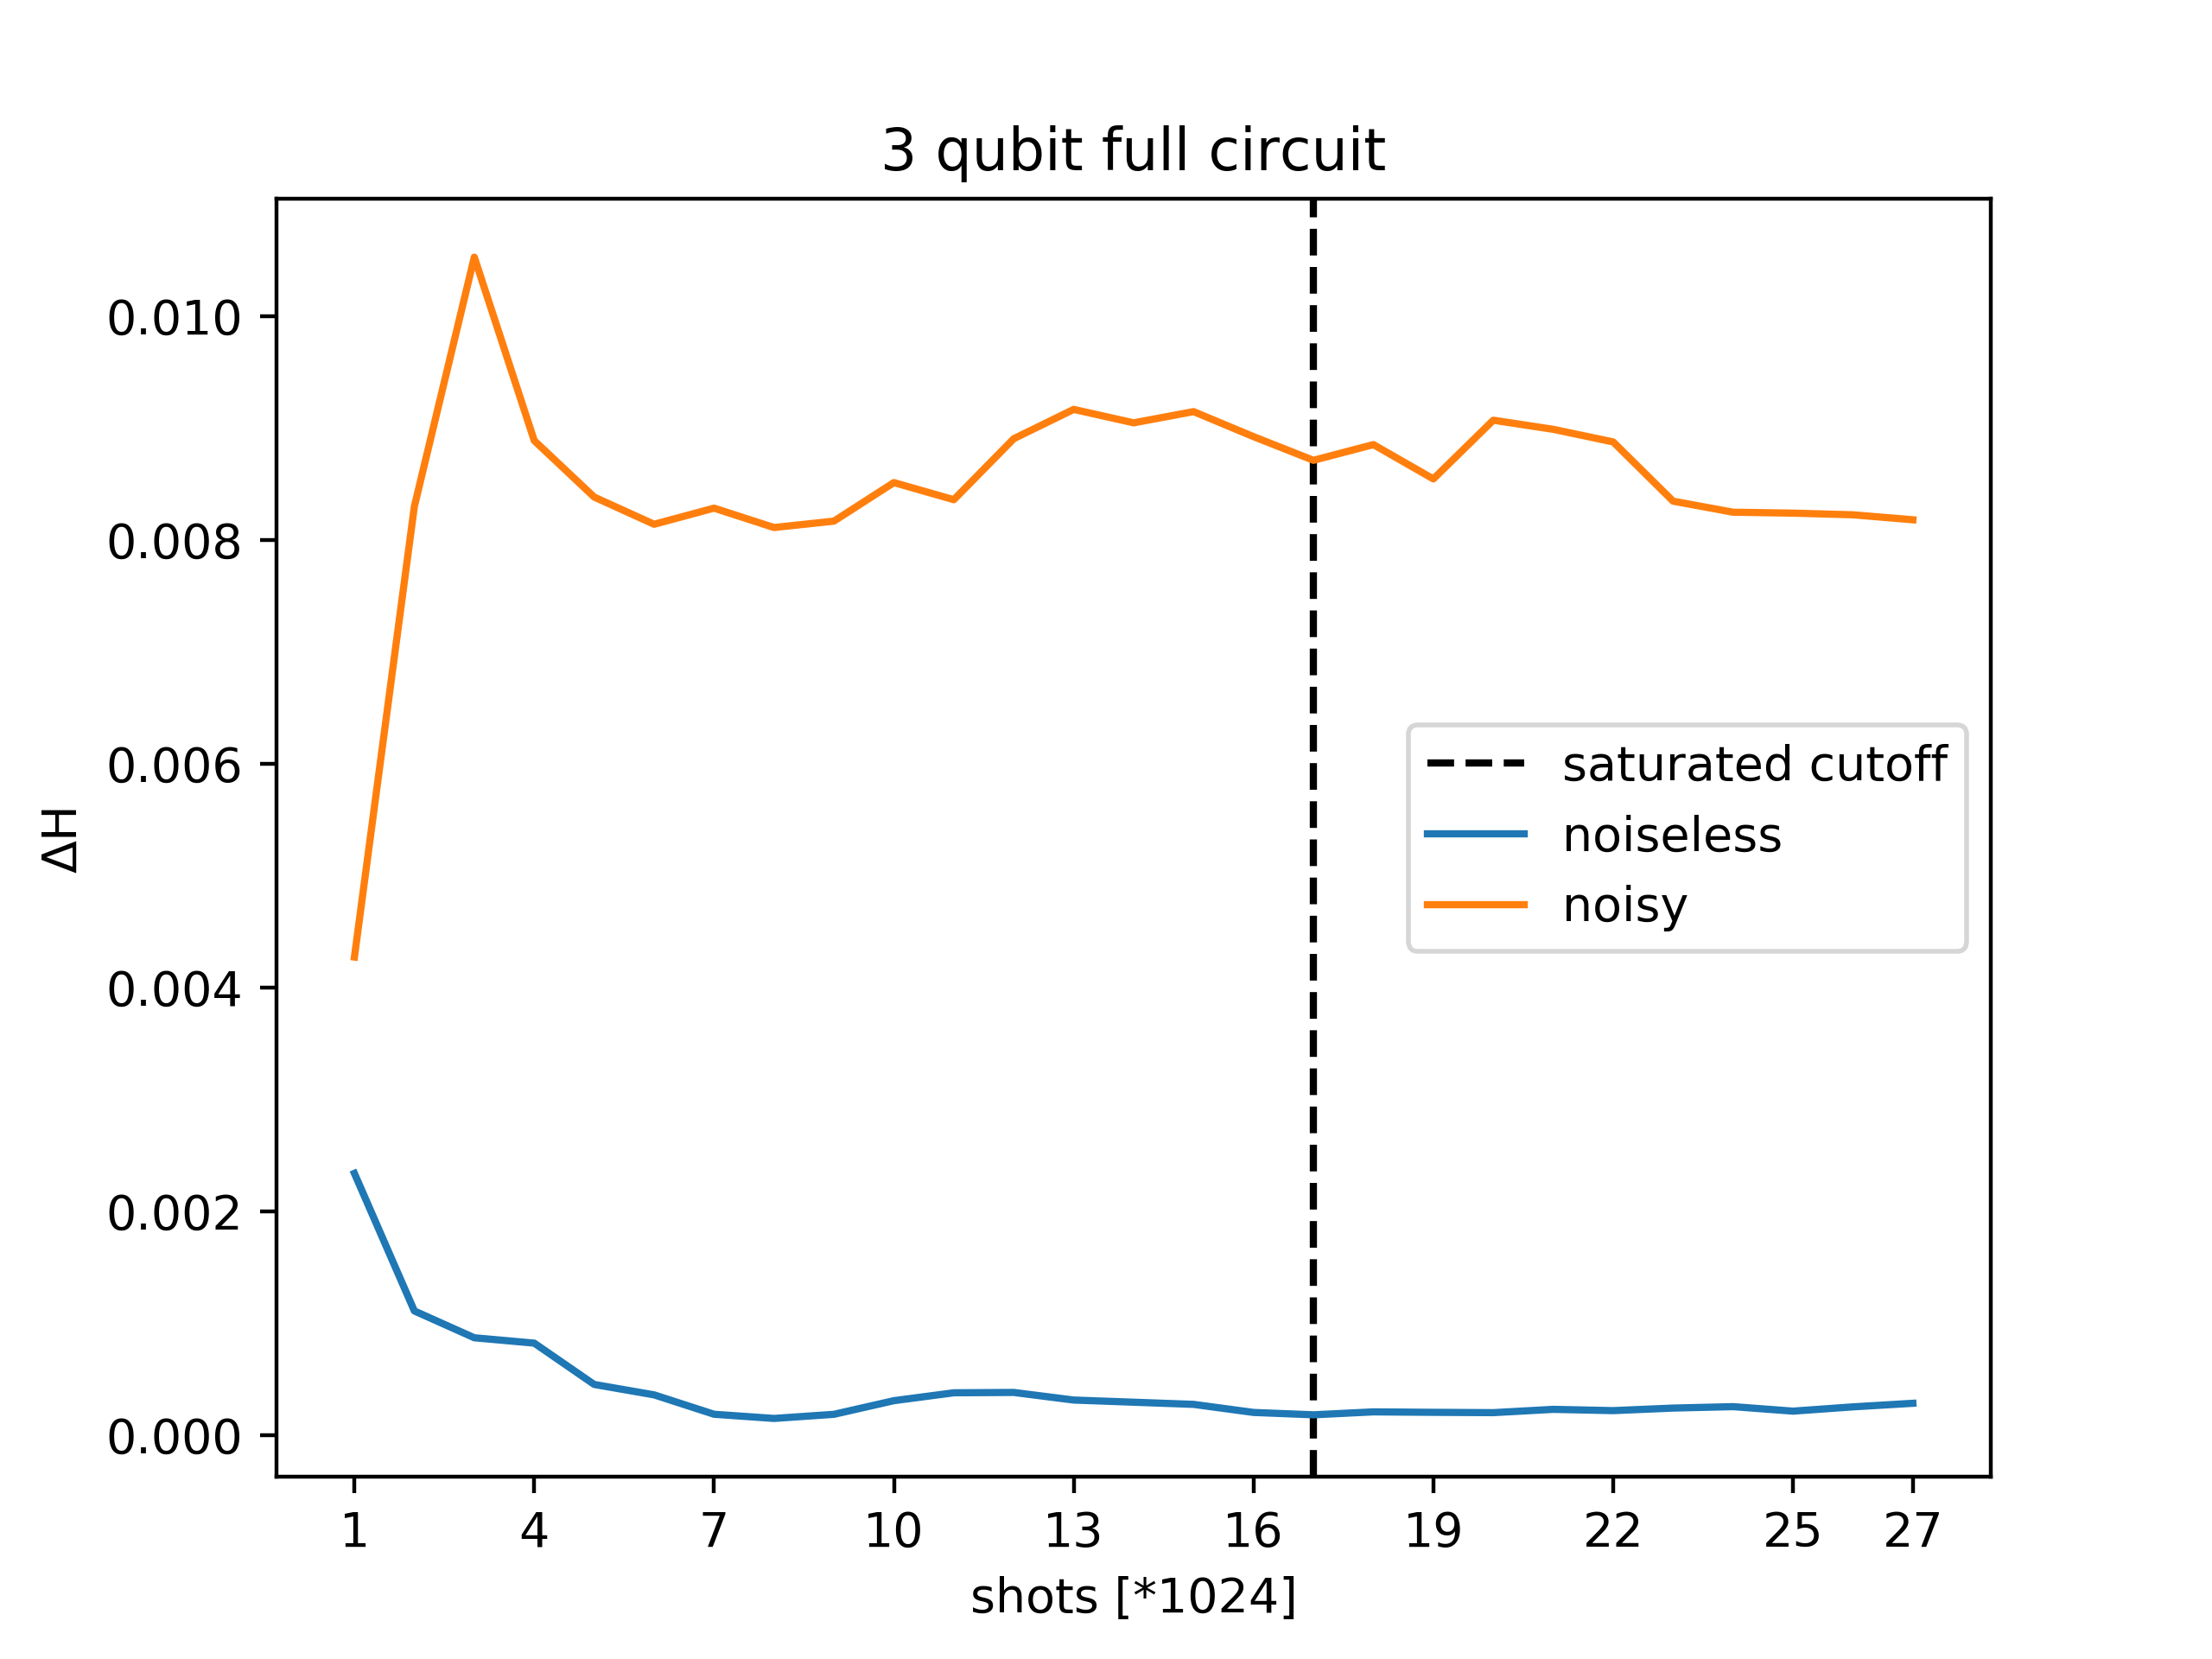 3 qubit full circuit
0.010
0.008
0.006
0.004
0.002
0.000
ΔH
saturated cutoff
noiseless
noisy
1 4 7 10 13 16 19 22 25 27
shots [*1024]